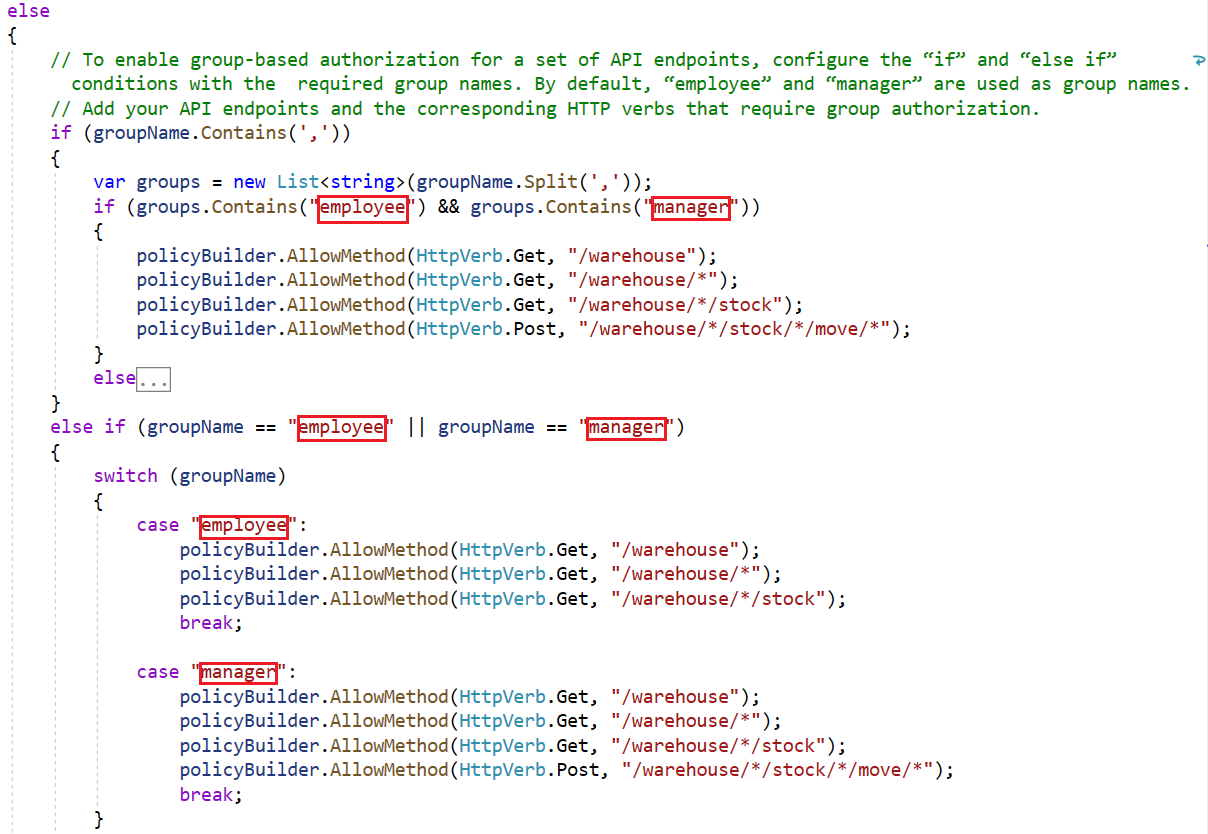 else
{
// To enable group-based authorization for a set of API endpoints, configure the “if” and “else if”
conditions with the  required group names. By default, “employee” and “manager” are used as group names.
// Add your API endpoints and the corresponding HTTP verbs that require group authorization.
if (groupName.Contains(','))
{
var groups = new List<string>(groupName.Split(','));
if (groups.Contains("employee") && groups.Contains("manager"))
{
policyBuilder.AllowMethod(HttpVerb.Get, "/warehouse");
policyBuilder.AllowMethod(HttpVerb.Get, "/warehouse/*");
policyBuilder.AllowMethod(HttpVerb.Get, "/warehouse/*/stock");
policyBuilder.AllowMethod(HttpVerb.Post, "/warehouse/*/stock/*/move/*");
}
else...
}
else if (groupName == "employee" || groupName == "manager")
{
switch (groupName)
{
case "employee":
policyBuilder.AllowMethod(HttpVerb.Get, "/warehouse");
policyBuilder.AllowMethod(HttpVerb.Get, "/warehouse/*");
policyBuilder.AllowMethod(HttpVerb.Get, "/warehouse/*/stock");
break;
case "manager":
policyBuilder.AllowMethod(HttpVerb.Get, "/warehouse");
policyBuilder.AllowMethod(HttpVerb.Get, "/warehouse/*");
policyBuilder.AllowMethod(HttpVerb.Get, "/warehouse/*/stock");
policyBuilder.AllowMethod(HttpVerb.Post, "/warehouse/*/stock/*/move/*");
break;
}